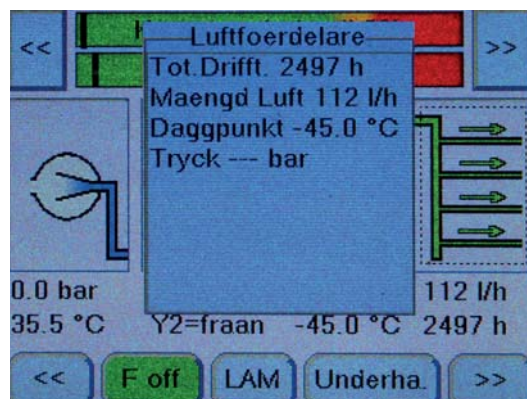 << >>
Luftfoerdelare
Tot.Drifft. 2497 h
Maengd Luft 112 l/h
Daggpunkt -45.0 °C
Tryck --- bar
0.0 bar 112 l/h
35.5 °C Y2=fraan -45.0 °C 2497 h
<< F off LAM Underha. >>